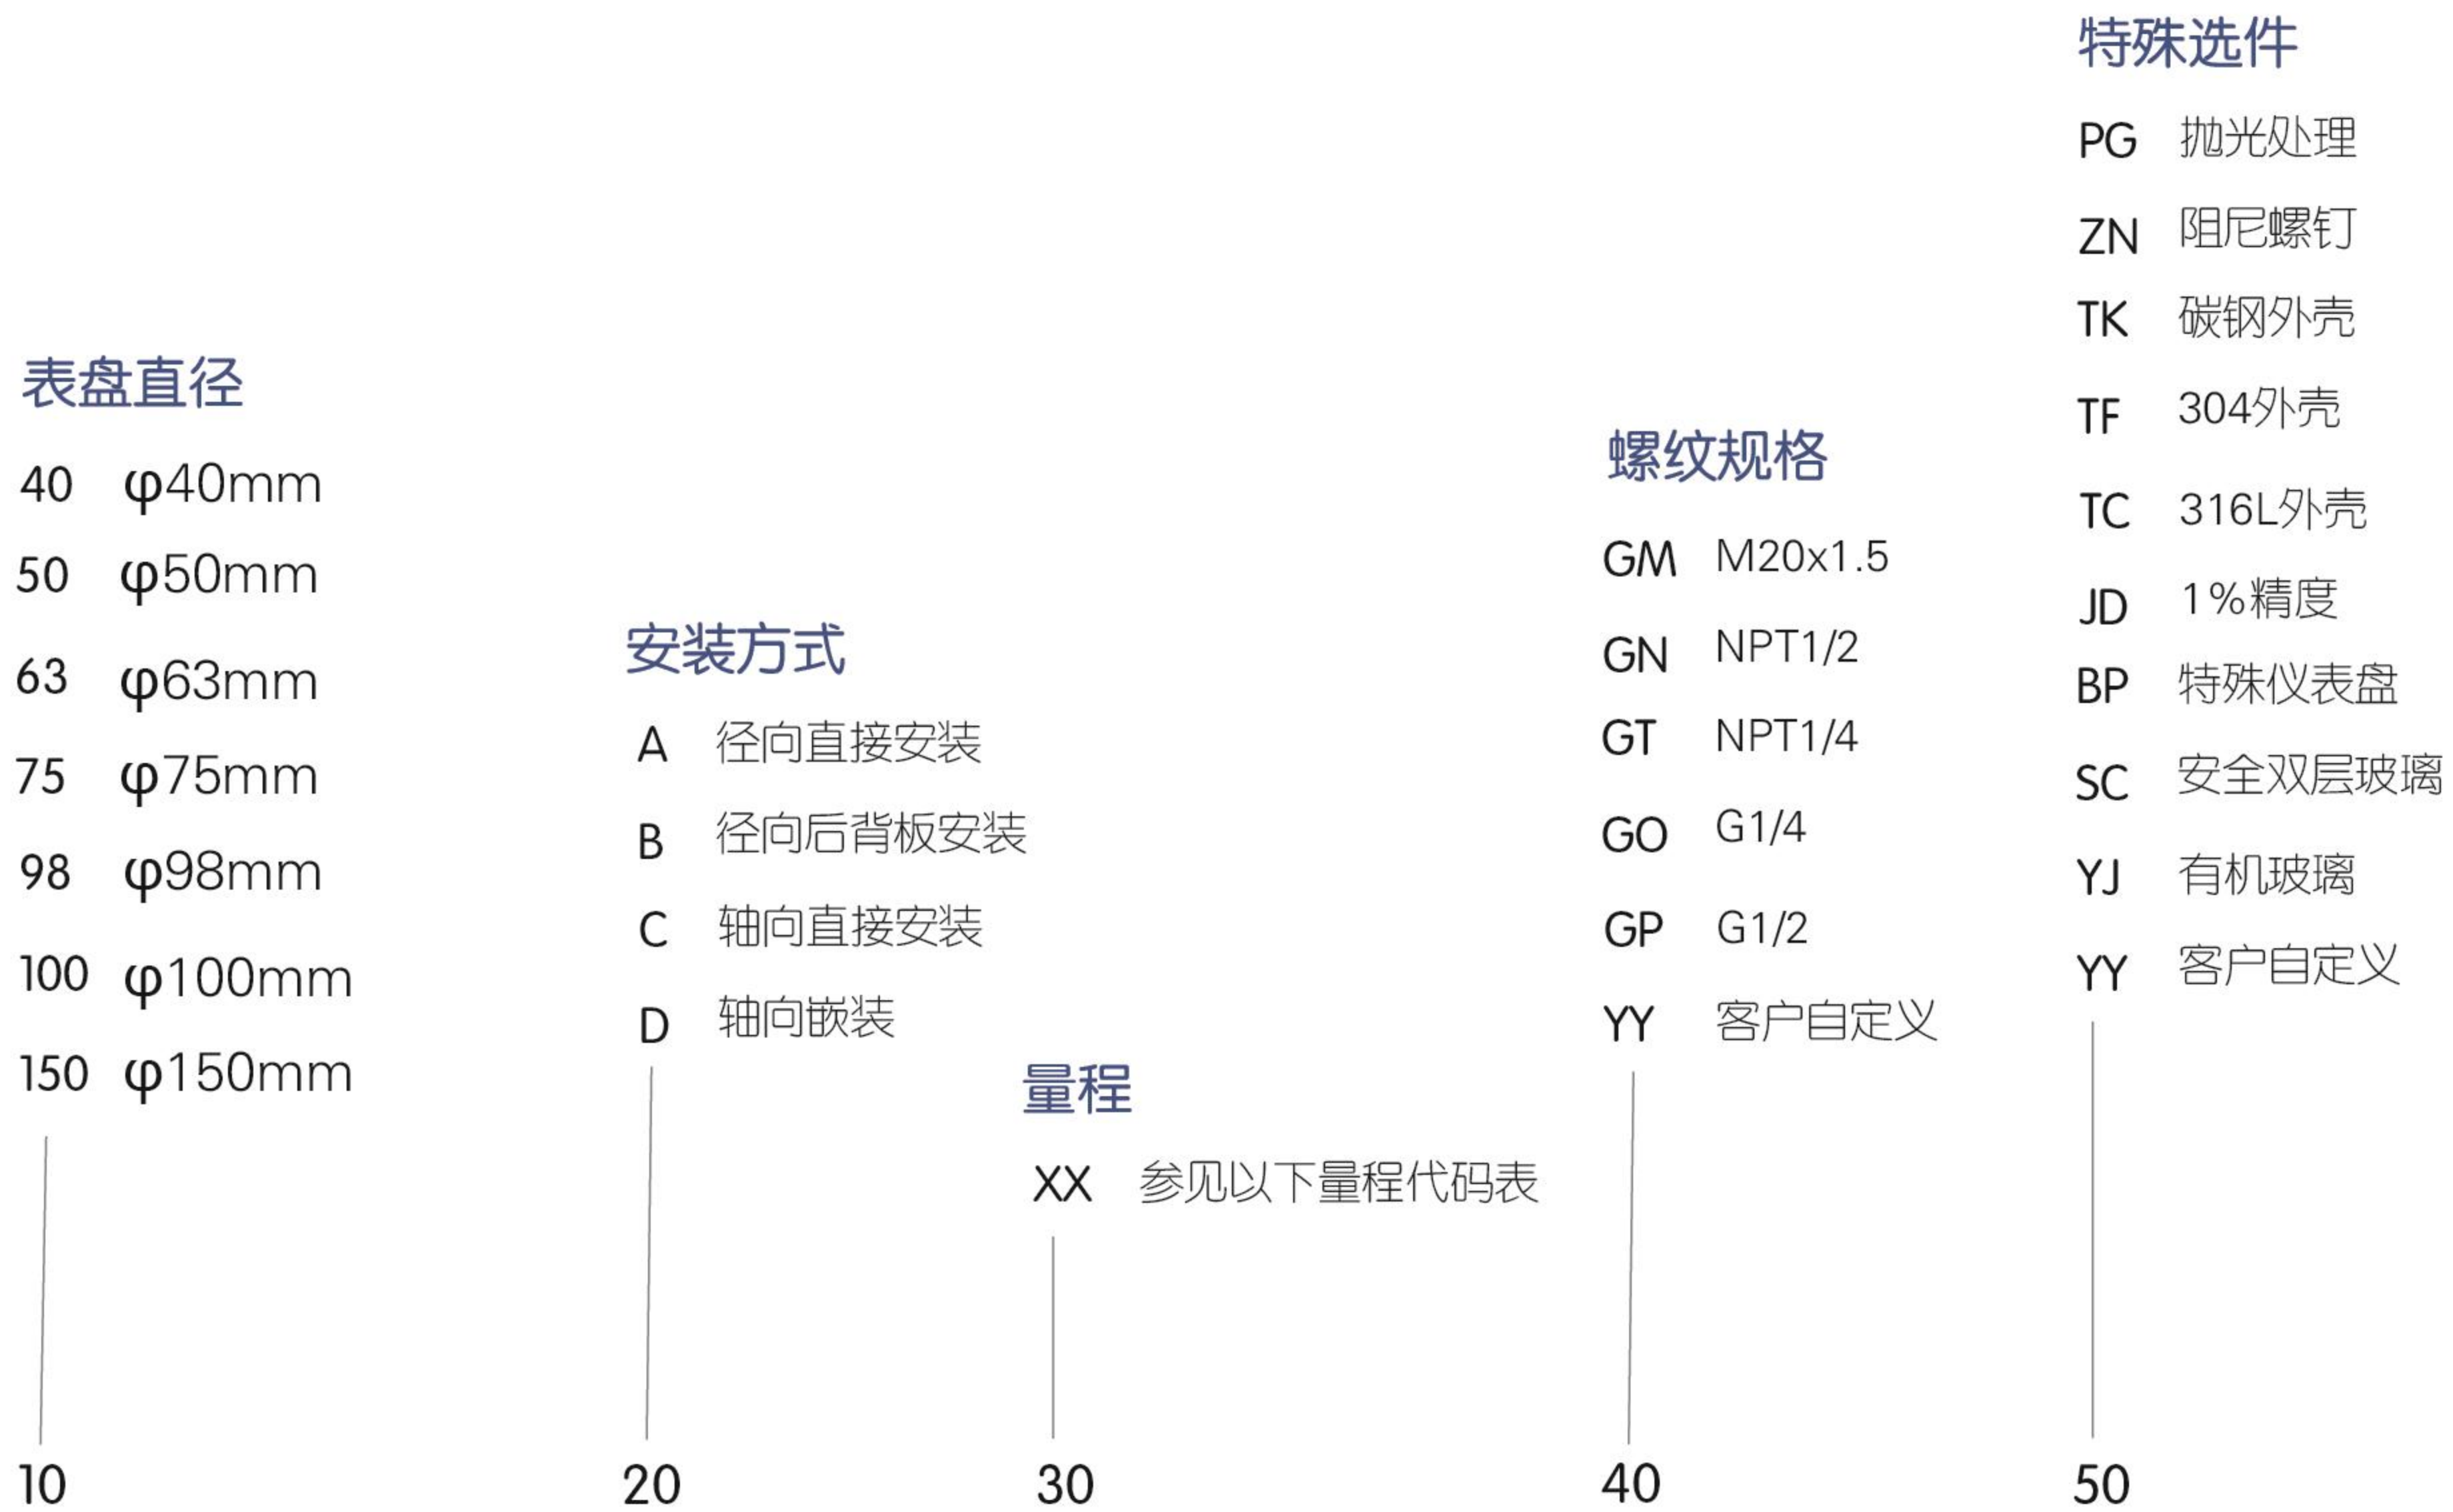 表盘直径
40 φ40mm
50 φ50mm
63 φ63mm
75 φ75mm
98 φ98mm
100 φ100mm
150 φ150mm
10
安装方式
A 径向直接安装
B 径向后背板安装
C 轴向直接安装
D 轴向嵌装
20
量程
XX 参见以下量程代码表
30
螺纹规格
GM M20x1.5
GN NPT1/2
GT NPT1/4
GO G1/4
GP G1/2
YY 客户自定义
40
特殊选件
PG 抛光处理
ZN 阻尼螺钉
TK 碳钢外壳
TF 304外壳
TC 316L外壳
JD 1%精度
BP 特殊仪表盘
SC 安全双层玻璃
YJ 有机玻璃
YY 客户自定义
50